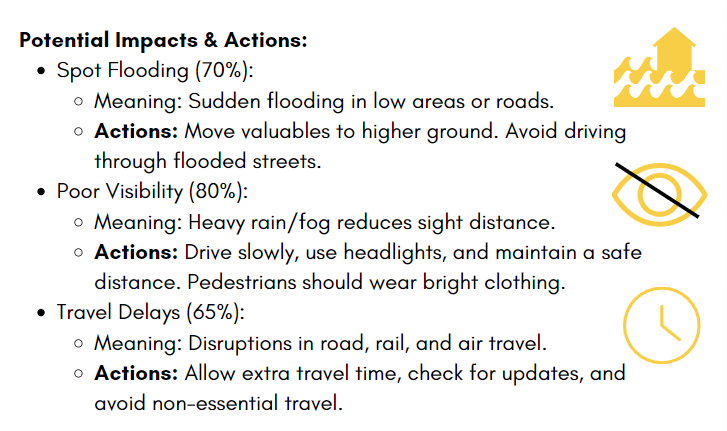 Potential Impacts & Actions:
• Spot Flooding (70%):
○ Meaning: Sudden flooding in low areas or roads.
○ Actions: Move valuables to higher ground. Avoid driving
through flooded streets.
• Poor Visibility (80%):
○ Meaning: Heavy rain/fog reduces sight distance.
○ Actions: Drive slowly, use headlights, and maintain a safe
distance. Pedestrians should wear bright clothing.
• Travel Delays (65%):
○ Meaning: Disruptions in road, rail, and air travel.
○ Actions: Allow extra travel time, check for updates, and
avoid non-essential travel.